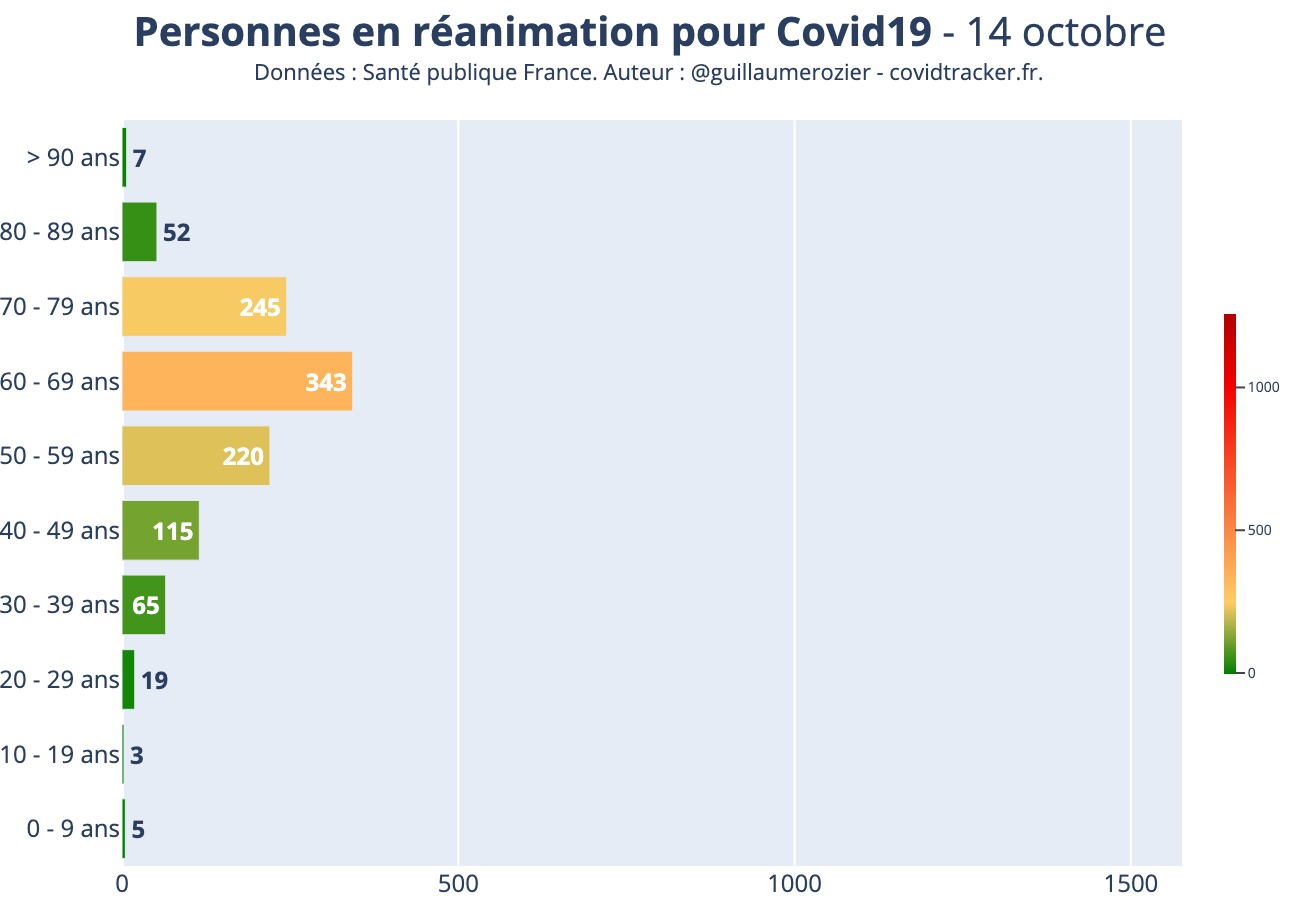 Personnes en réanimation pour Covid19 - 14 octobre
Données : Santé publique France. Auteur : @guillaumerozier - covidtracker.fr.
> 90 ans 7
80 - 89 ans 52
70 - 79 ans 245
60 - 69 ans 343
50 - 59 ans 220
40 - 49 ans 115
30 - 39 ans 65
20 - 29 ans 19
10 - 19 ans 3
0 - 9 ans 5
0 500 1000 1500
1000
500
0